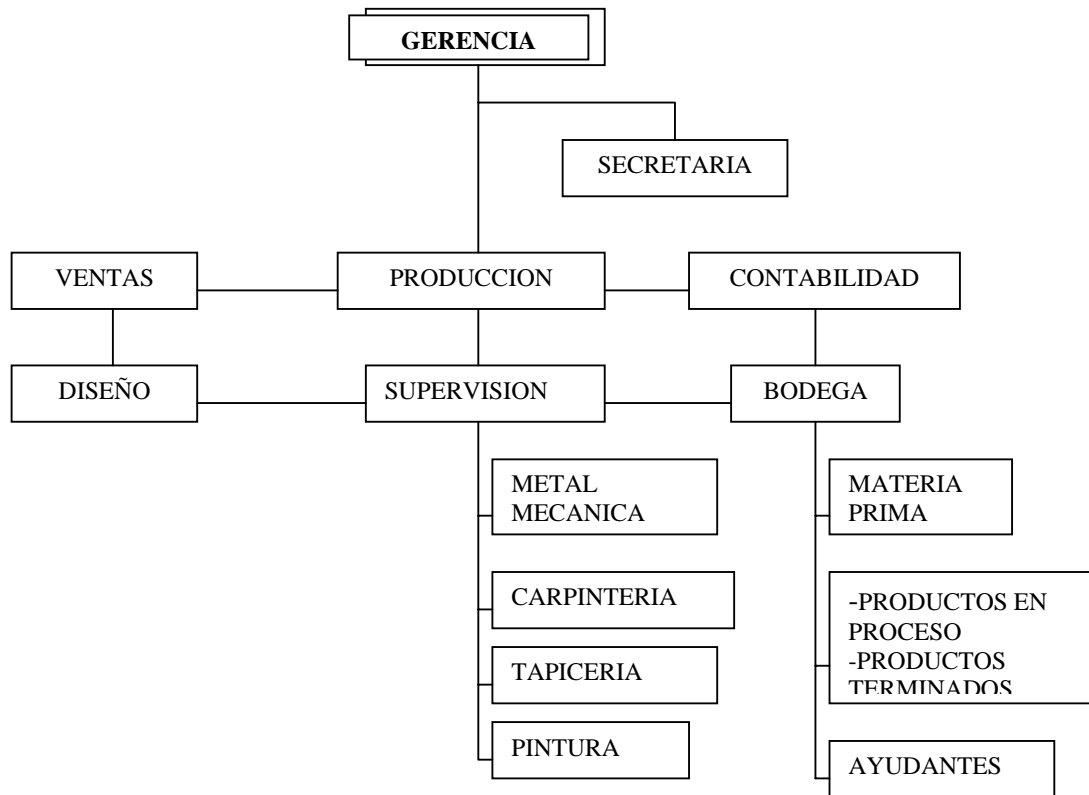 GERENCIA
SECRETARIA
VENTAS
PRODUCCION
CONTABILIDAD
DISEÑO
SUPERVISION
BODEGA
METAL
MECANICA
MATERIA
PRIMA
CARPINTERIA
-PRODUCTOS EN
PROCESO
-PRODUCTOS
TERMINADOS
TAPICERIA
PINTURA
AYUDANTES